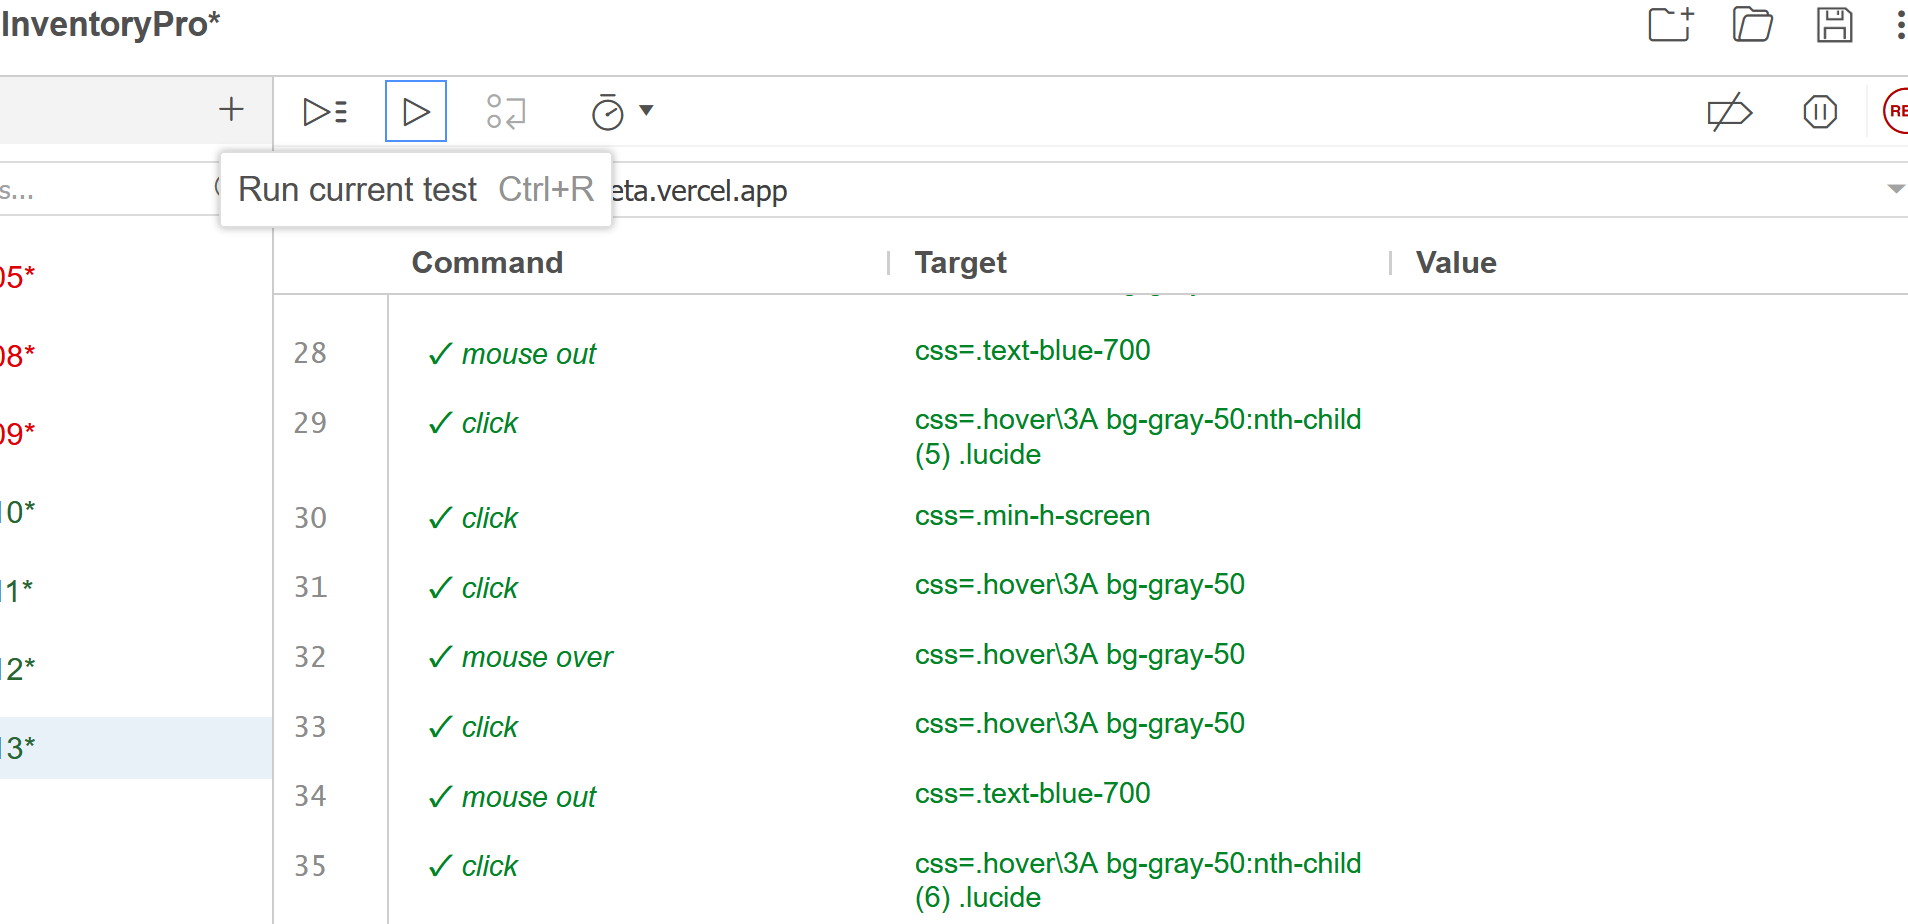 InventoryPro*
RE
s...
Run current test Ctrl+R
eta.vercel.app
Command Target Value
05*
08*
09*
10*
11*
12*
13*
28 ✓ mouse out css=.text-blue-700
29 ✓ click css=.hover\3A bg-gray-50:nth-child
(5) .lucide
30 ✓ click css=.min-h-screen
31 ✓ click css=.hover\3A bg-gray-50
32 ✓ mouse over css=.hover\3A bg-gray-50
33 ✓ click css=.hover\3A bg-gray-50
34 ✓ mouse out css=.text-blue-700
35 ✓ click css=.hover\3A bg-gray-50:nth-child
(6) .lucide